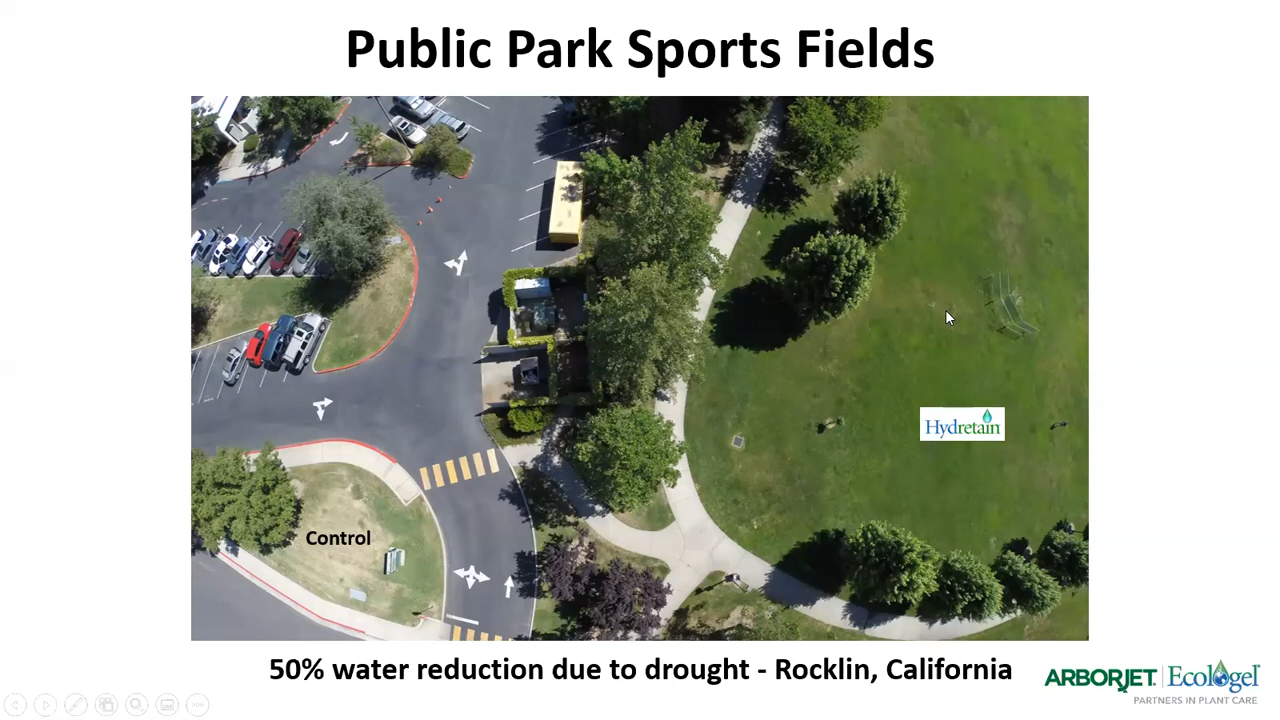 Public Park Sports Fields
Hydretain
Control
50% water reduction due to drought - Rocklin, California
ARBORJET | Ecologel
PARTNERS IN PLANT CARE